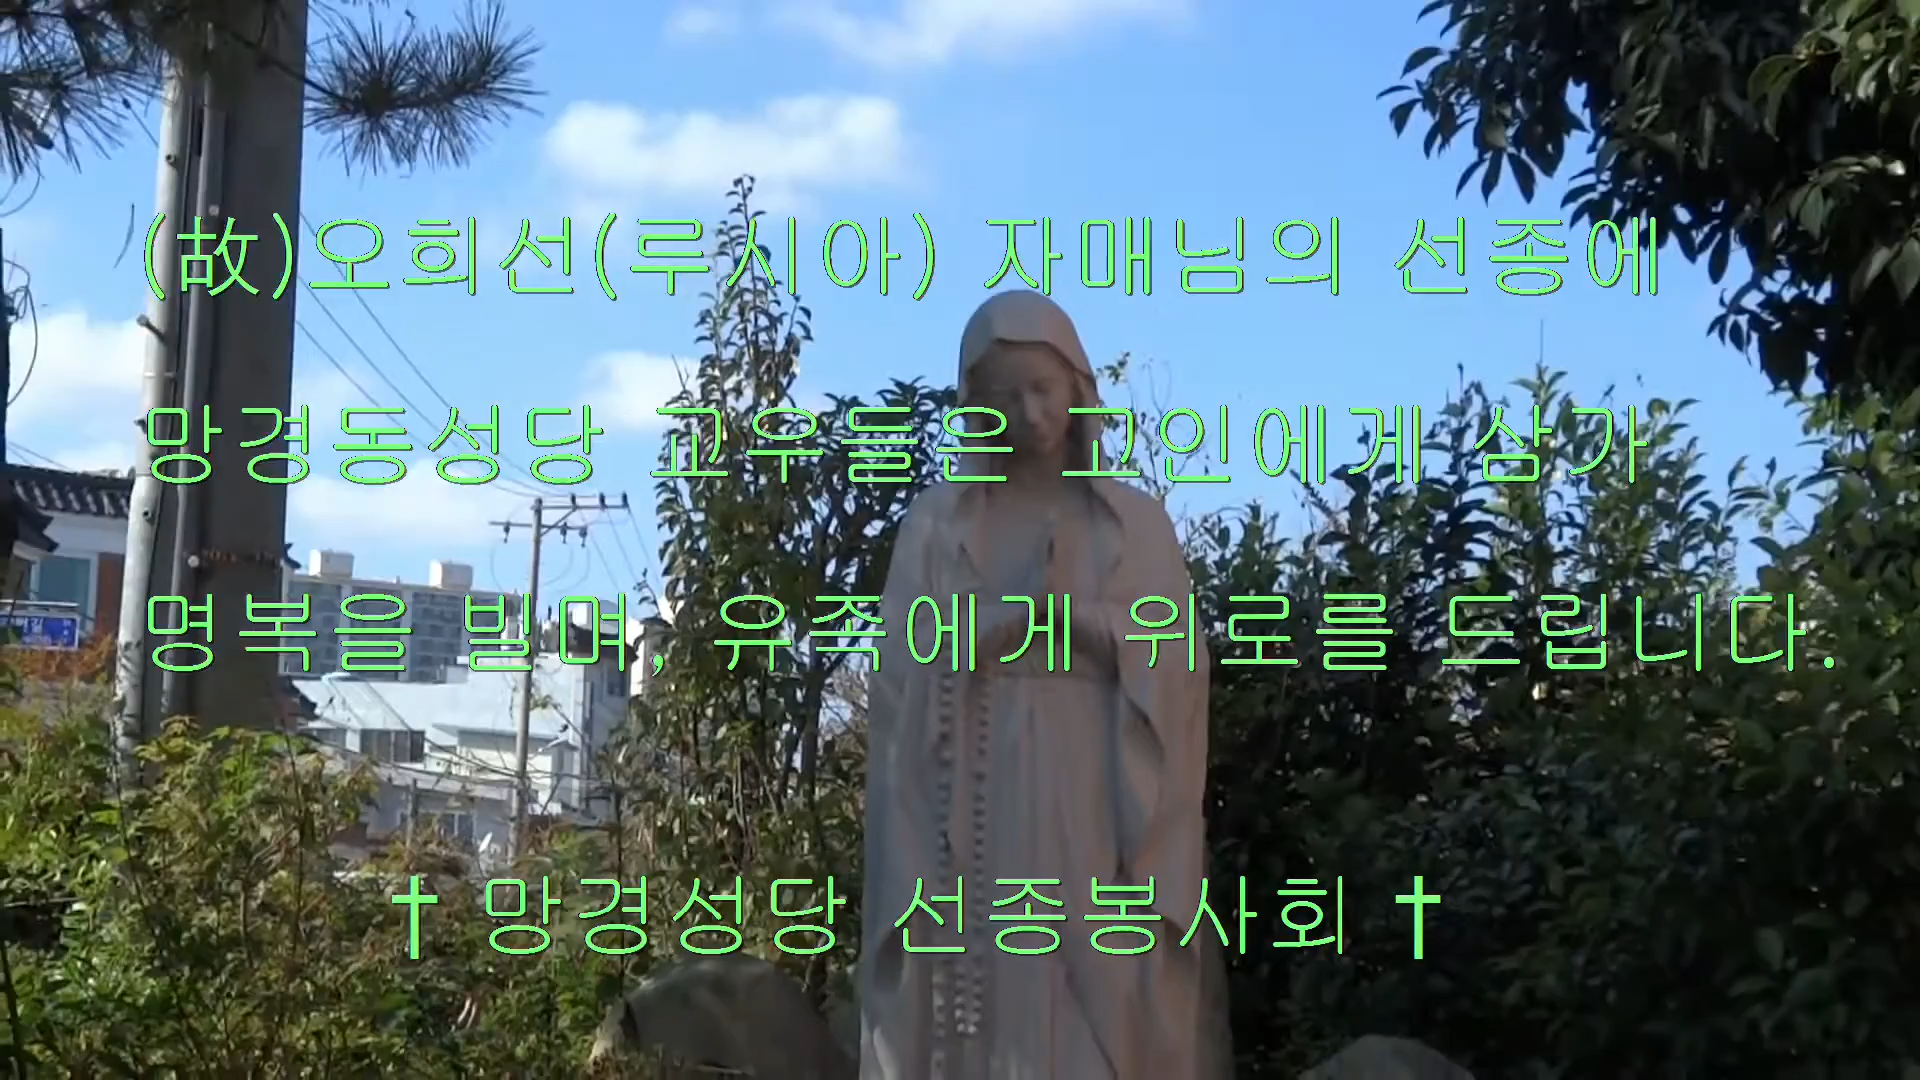 (故)오희선(루시아) 자매님의 선종에
망경동성당 교우들은 고인에게 삼가
명복을 빌며, 유족에게 위로를 드립니다.
✝ 망경성당 선종봉사회 ✝